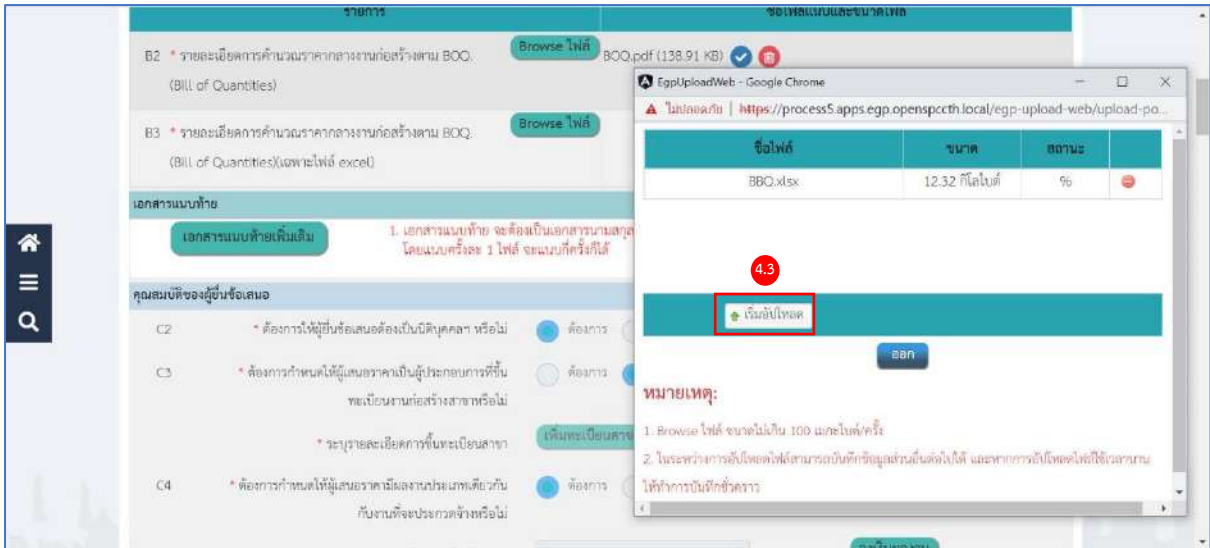 รายการ
ชื่อไฟล์แนบและขนาดไฟล์
B2 * รายละเอียดการคำนวณราคากลางงานก่อสร้างตาม BOQ.
(Bill of Quantities)
Browse ไฟล์
BOQ.pdf (138.91 KB)
B3 * รายละเอียดการคำนวณราคากลางงานก่อสร้างตาม BOQ.
(Bill of Quantities)(เฉพาะไฟล์ excel)
Browse ไฟล์
เอกสารแนบท้าย
เอกสารแนบท้ายเพิ่มเติม
1. เอกสารแนบท้าย จะต้องเป็นเอกสารนามสกุล
โดยแนบครั้งละ 1 ไฟล์ จะแนบกี่ครั้งก็ได้
คุณสมบัติของผู้ยื่นข้อเสนอ
C2 * ต้องการให้ผู้ยื่นข้อเสนอต้องเป็นนิติบุคคลฯ หรือไม่
ต้องการ
C3 * ต้องการกำหนดให้ผู้เสนอราคาเป็นผู้ประกอบการที่ขึ้น
ทะเบียนงานก่อสร้างสาขาหรือไม่
ต้องการ
* ระบุรายละเอียดการขึ้นทะเบียนสาขา
เพิ่มทะเบียนสาข
C4 * ต้องการกำหนดให้ผู้เสนอราคามีผลงานประเภทเดียวกัน
กับงานที่จะประกวดจ้างหรือไม่
ต้องการ
EgpUploadWeb - Google Chrome
ไม่ปลอดภัย | https://process5.apps.egp.openspccth.local/egp-upload-web/upload-po...
ชื่อไฟล์ ขนาด สถานะ
BBQ.xlsx 12.32 กิโลไบต์ %
4.3
เริ่มอัปโหลด
ออก
หมายเหตุ:
1. Browse ไฟล์ ขนาดไม่เกิน 100 เมกะไบต์/ครั้ง
2. ในระหว่างการอัปโหลดไฟล์สามารถบันทึกข้อมูลส่วนอื่นต่อไปได้ และหากการอัปโหลดไฟล์ใช้เวลานาน
ให้ทำการบันทึกชั่วคราว